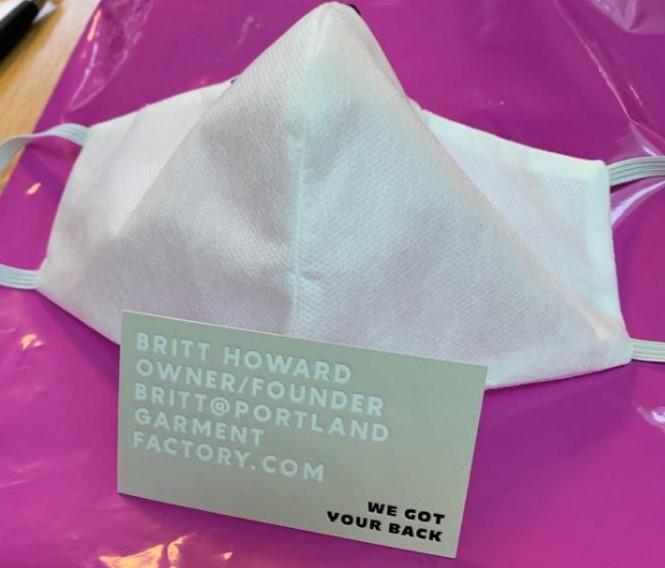 BRITT HOWARD
OWNER/FOUNDER
BRITT@PORTLAND
GARMENT
FACTORY.COM
WE GOT
YOUR BACK